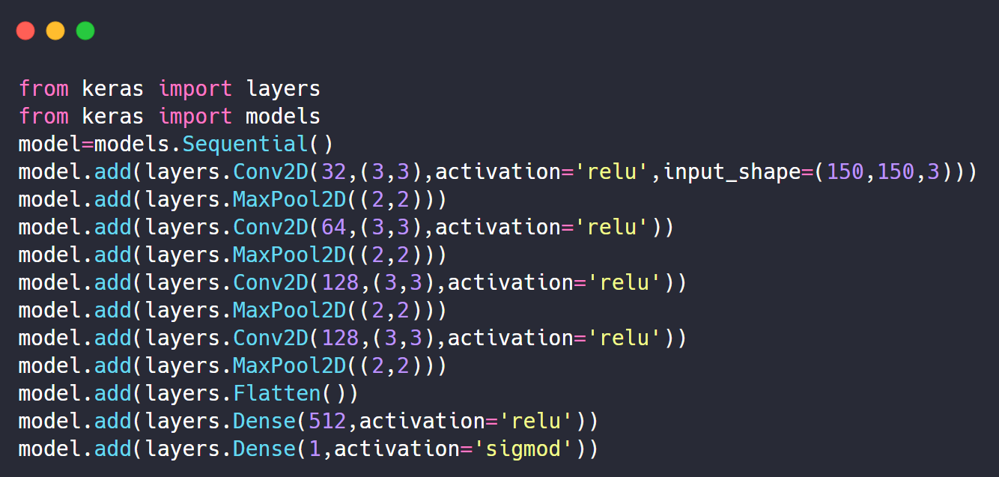 from keras import layers
from keras import models
model=models.Sequential()
model.add(layers.Conv2D(32,(3,3),activation='relu',input_shape=(150,150,3)))
model.add(layers.MaxPool2D((2,2)))
model.add(layers.Conv2D(64,(3,3),activation='relu'))
model.add(layers.MaxPool2D((2,2)))
model.add(layers.Conv2D(128,(3,3),activation='relu'))
model.add(layers.MaxPool2D((2,2)))
model.add(layers.Conv2D(128,(3,3),activation='relu'))
model.add(layers.MaxPool2D((2,2)))
model.add(layers.Flatten())
model.add(layers.Dense(512,activation='relu'))
model.add(layers.Dense(1,activation='sigmod'))